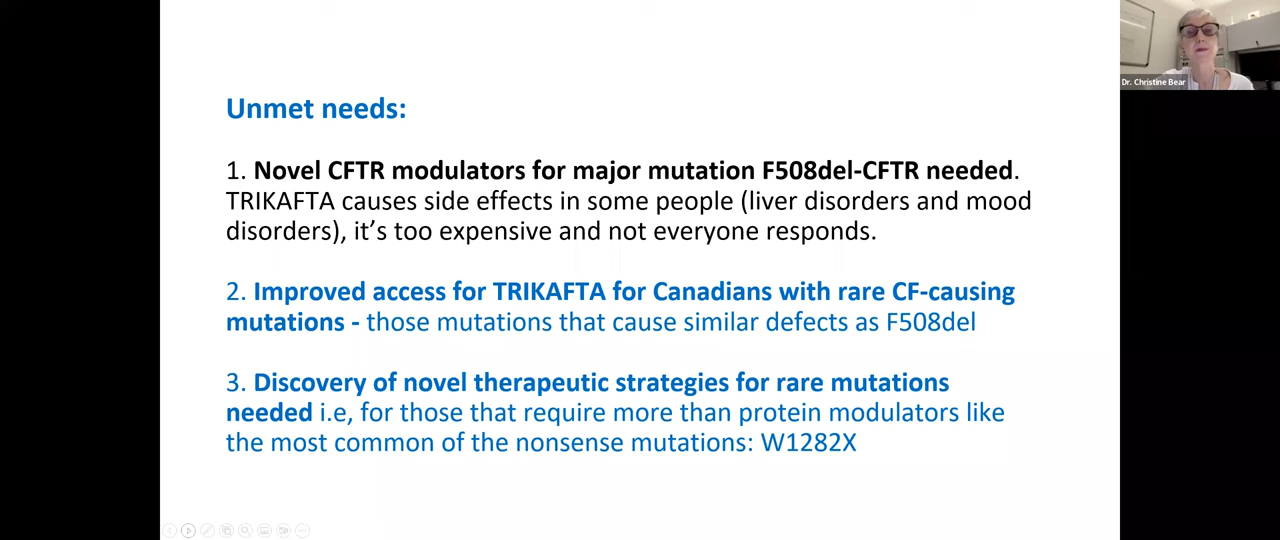 Unmet needs:
1. Novel CFTR modulators for major mutation F508del-CFTR needed.
TRIKAFTA causes side effects in some people (liver disorders and mood
disorders), it's too expensive and not everyone responds.
2. Improved access for TRIKAFTA for Canadians with rare CF-causing
mutations - those mutations that cause similar defects as F508del
3. Discovery of novel therapeutic strategies for rare mutations
needed i.e, for those that require more than protein modulators like
the most common of the nonsense mutations: W1282X
Dr. Christine Bear